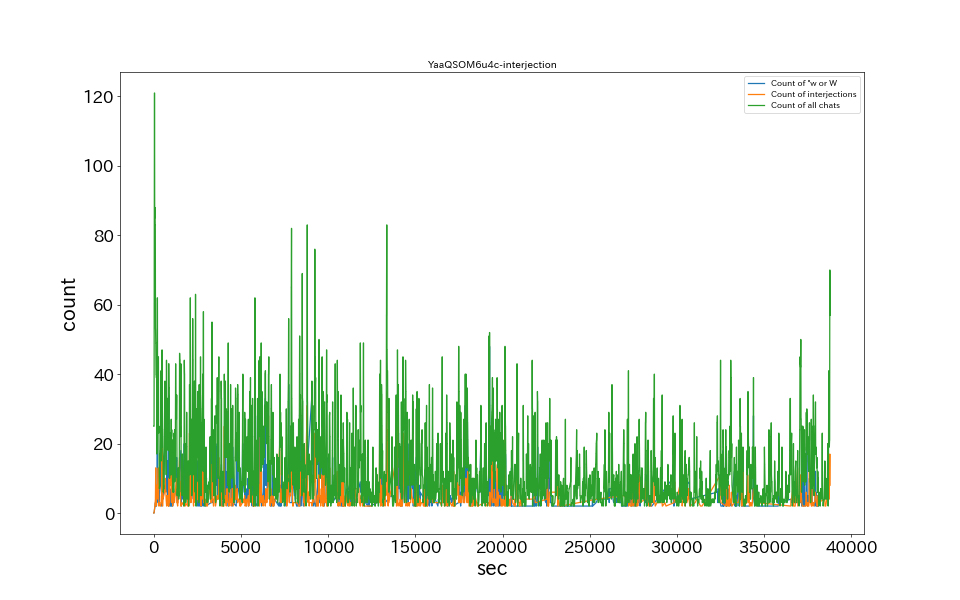 YaaQSOM6u4c-interjection
Count of "w or W
Count of interjections
Count of all chats
120
100
80
60
40
20
0
count
0 5000 10000 15000 20000 25000 30000 35000 40000
sec